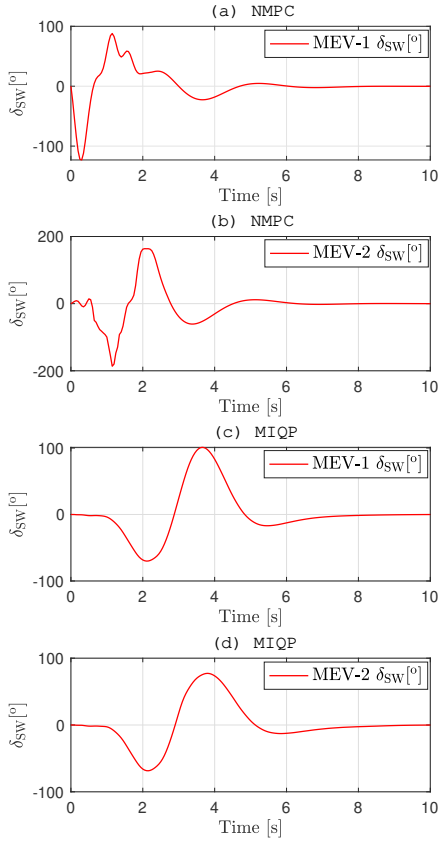 (a) NMPC
MEV-1 δSW[°]
100
0
-100
δSW[°]
0 2 4 6 8 10
Time [s]
(b) NMPC
MEV-2 δSW[°]
200
0
-200
δSW[°]
0 2 4 6 8 10
Time [s]
(c) MIQP
MEV-1 δSW[°]
100
0
-100
δSW[°]
0 2 4 6 8 10
Time [s]
(d) MIQP
MEV-2 δSW[°]
100
0
-100
δSW[°]
0 2 4 6 8 10
Time [s]